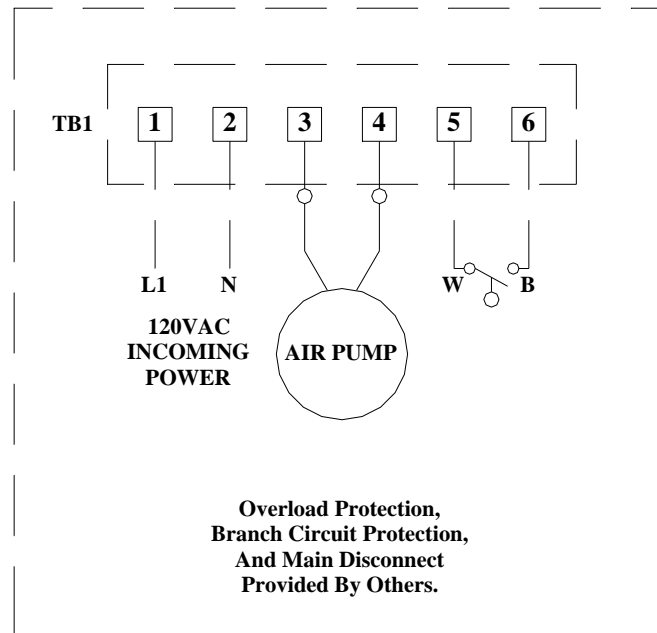 TB1 1 2 3 4 5 6
L1 N W B
120VAC
INCOMING
POWER
AIR PUMP
Overload Protection,
Branch Circuit Protection,
And Main Disconnect
Provided By Others.